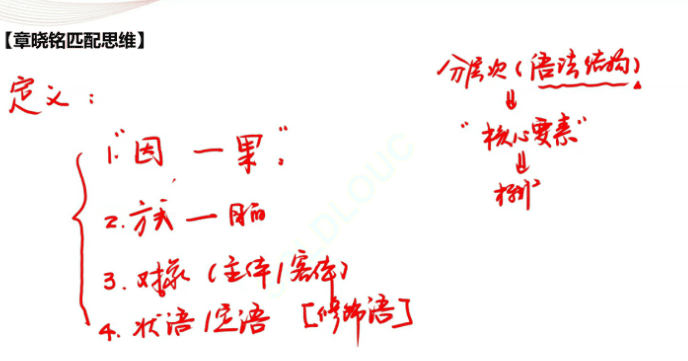 【章晓铭匹配思维】
定义：
1."因—果"。
2.方式—目的
3.对象（主体/客体）
4.状语/定语 [修饰语]
分层次（语法结构）
"核心要素"